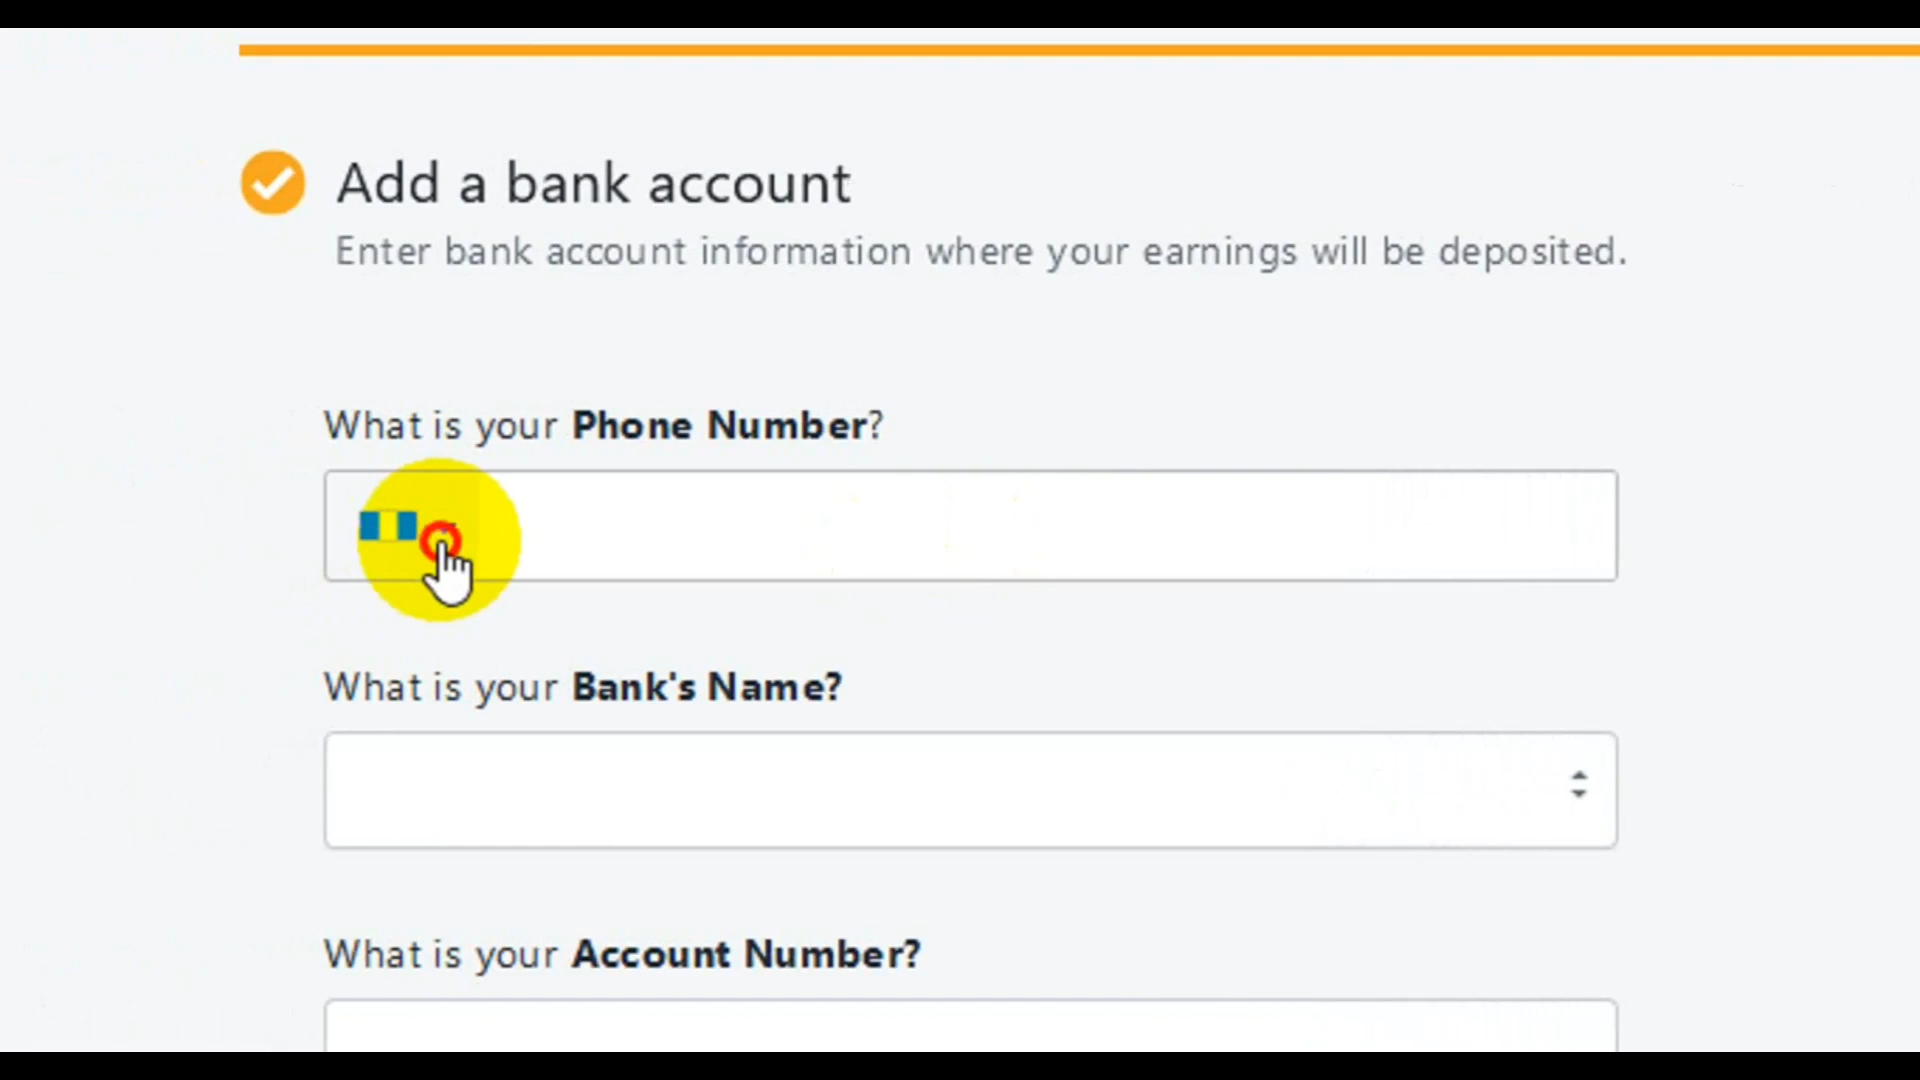 Add a bank account
Enter bank account information where your earnings will be deposited.
What is your Phone Number?
What is your Bank's Name?
What is your Account Number?